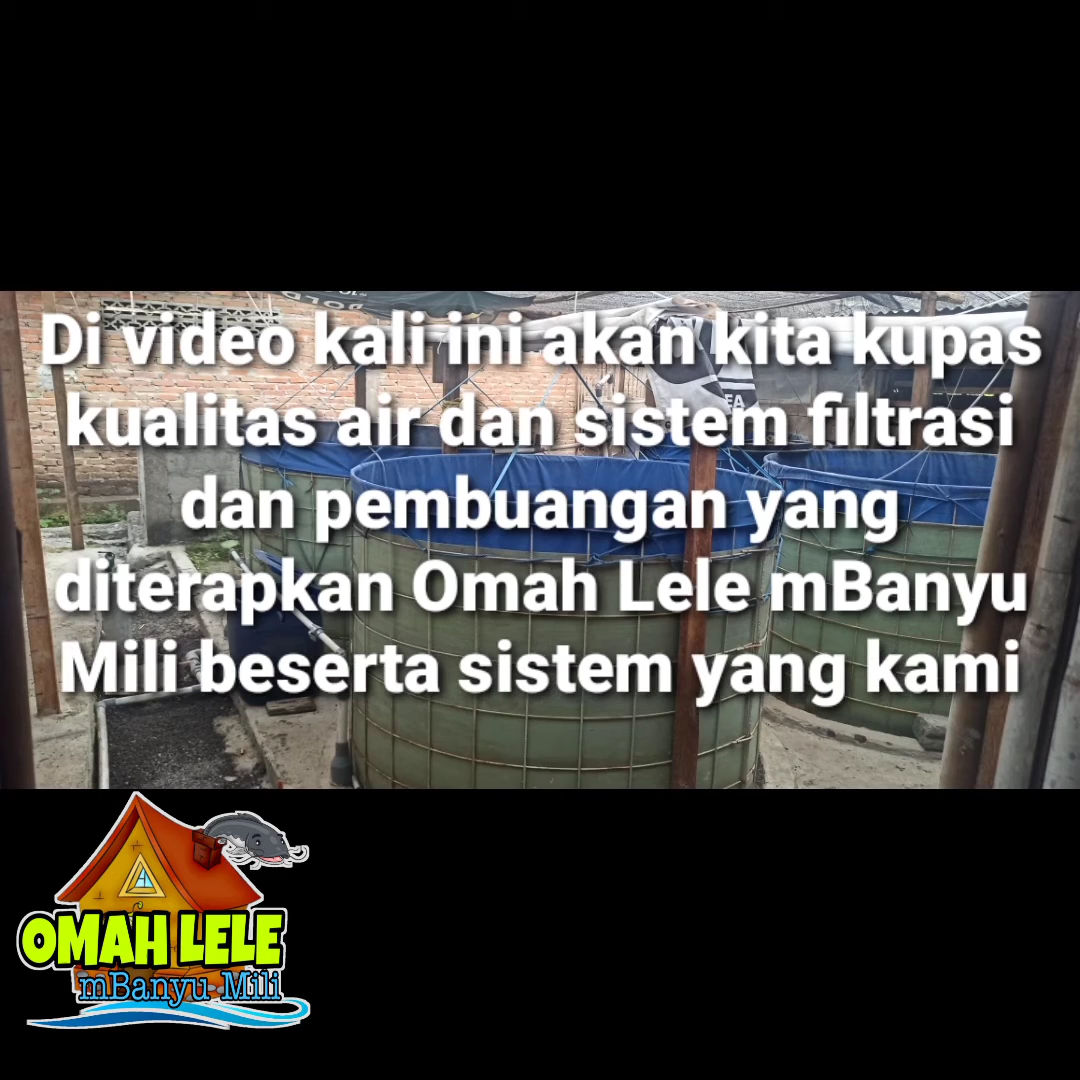 Di video kali ini akan kita kupas
kualitas air dan sistem filtrasi
dan pembuangan yang
diterapkan Omah Lele mBanyu
Mili beserta sistem yang kami
OMAH LELE
mBanyu Mili